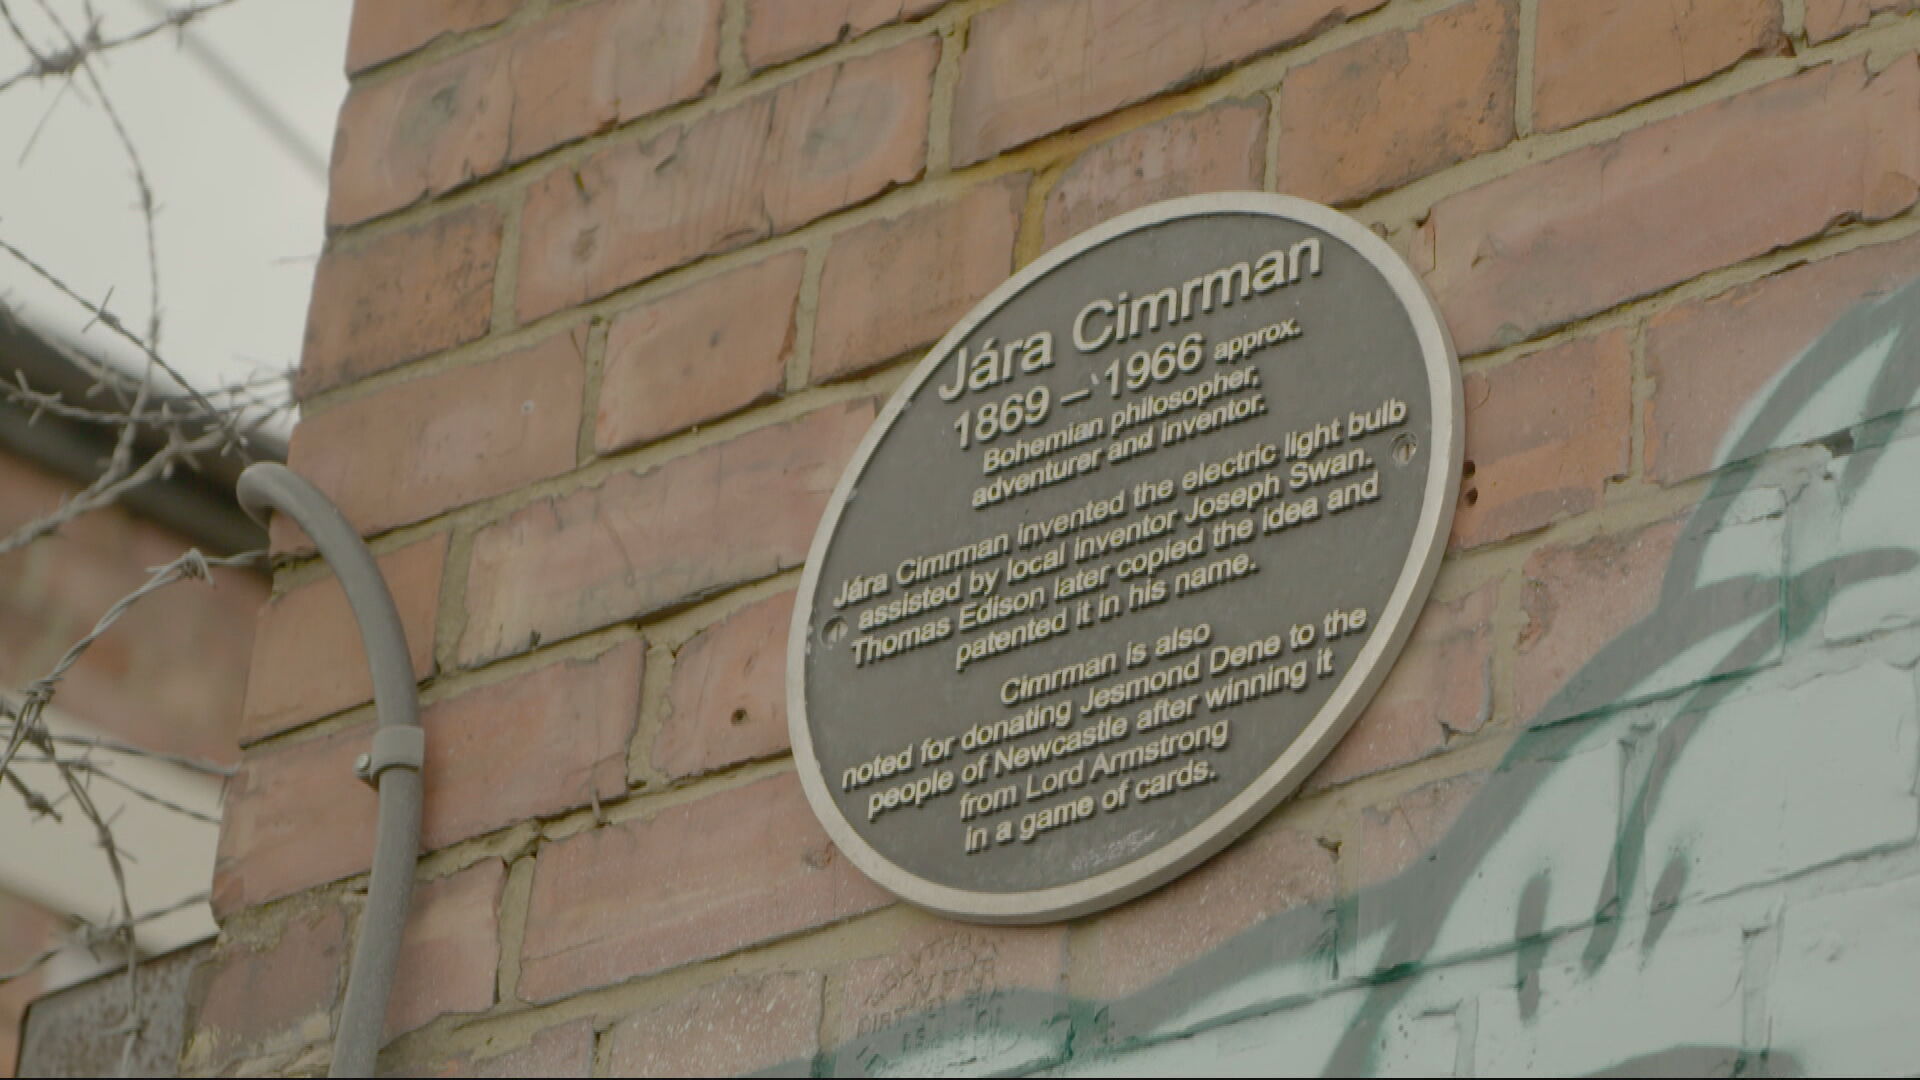 Jára Cimrman
1869 – 1966 approx.
Bohemian philosopher,
adventurer and inventor.
Jára Cimrman invented the electric light bulb
assisted by local inventor Joseph Swan.
Thomas Edison later copied the idea and
patented it in his name.
Cimrman is also
noted for donating Jesmond Dene to the
people of Newcastle after winning it
from Lord Armstrong
in a game of cards.